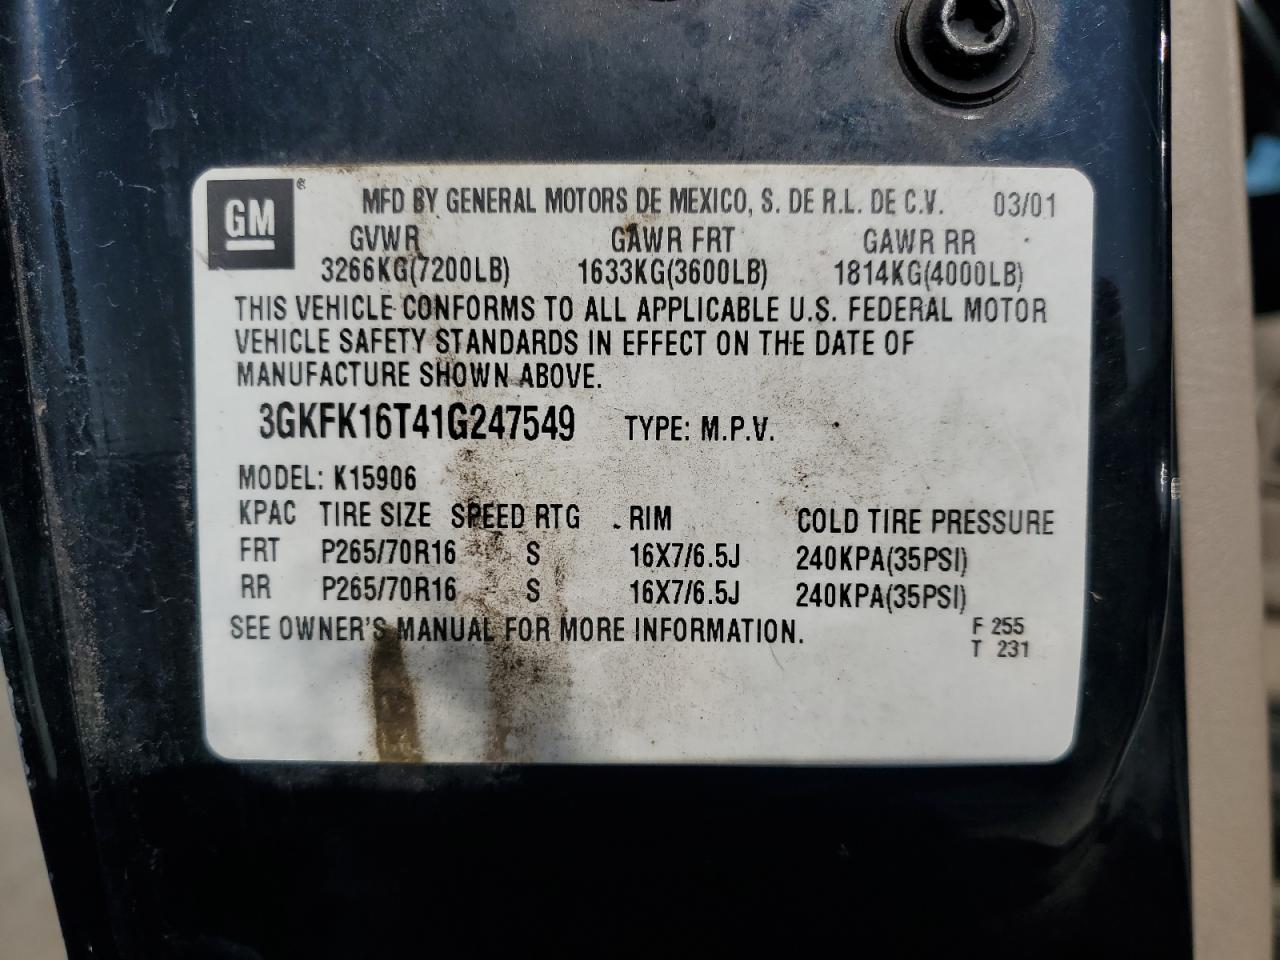 GM® MFD BY GENERAL MOTORS DE MEXICO, S. DE R.L. DE C.V. 03/01
GVWR GAWR FRT GAWR RR
3266KG(7200LB) 1633KG(3600LB) 1814KG(4000LB)
THIS VEHICLE CONFORMS TO ALL APPLICABLE U.S. FEDERAL MOTOR
VEHICLE SAFETY STANDARDS IN EFFECT ON THE DATE OF
MANUFACTURE SHOWN ABOVE.
3GKFK16T41G247549 TYPE: M.P.V.
MODEL: K15906
KPAC TIRE SIZE SPEED RTG RIM COLD TIRE PRESSURE
FRT P265/70R16 S 16X7/6.5J 240KPA(35PSI)
RR P265/70R16 S 16X7/6.5J 240KPA(35PSI)
SEE OWNER'S MANUAL FOR MORE INFORMATION. F 255
T 231